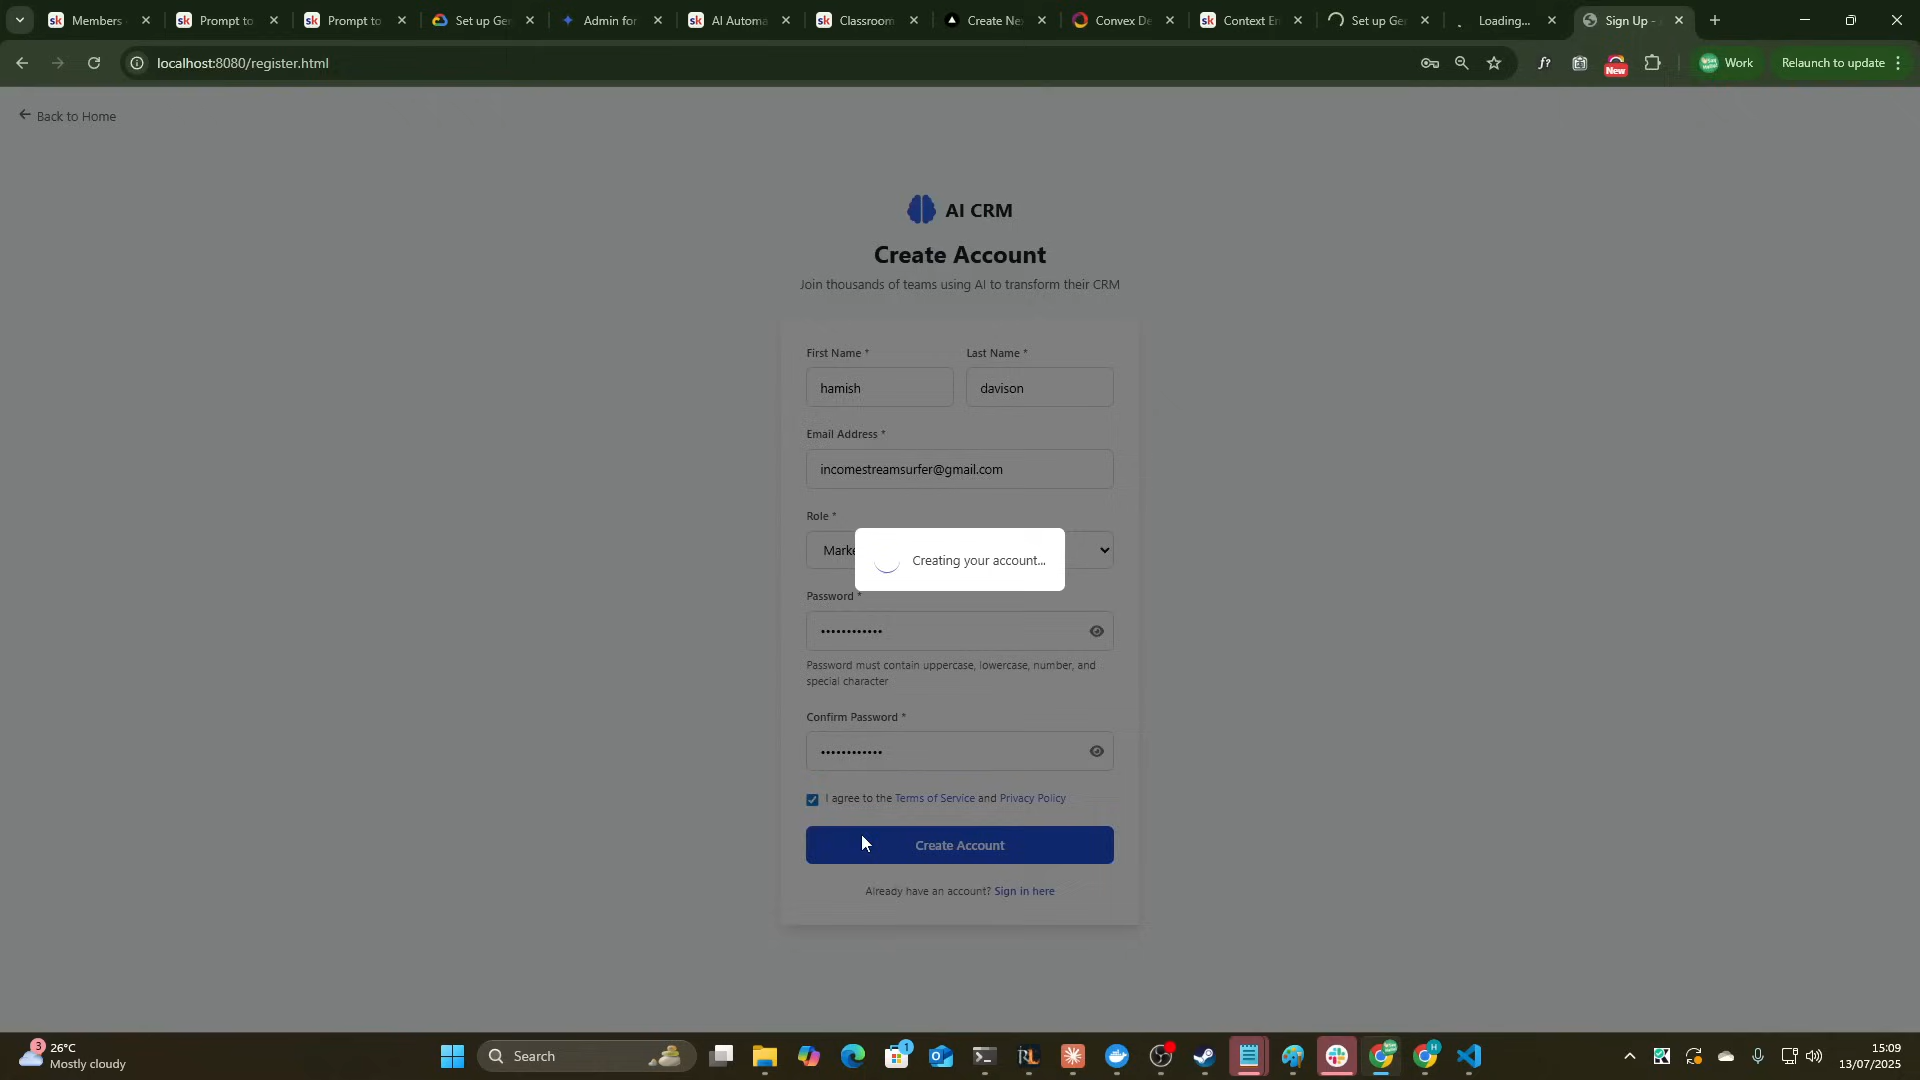 Members
Prompt to
Prompt to
Set up Ge
Admin for
AI Automa
Classroom
Create Ne
Convex De
Context E
Set up Ge
Loading...
Sign Up -
localhost:8080/register.html
f?
New
Work
Relaunch to update
Back to Home
AI CRM
Create Account
Join thousands of teams using AI to transform their CRM
First Name *
Last Name *
hamish
davison
Email Address *
incomestreamsurfer@gmail.com
Role *
Marke
Creating your account...
Password *
••••••••••••
Password must contain uppercase, lowercase, number, and
special character
Confirm Password *
••••••••••••
I agree to the Terms of Service and Privacy Policy
Create Account
Already have an account? Sign in here
3
26°C
Mostly cloudy
Search
1
RL
H
15:09
13/07/2025